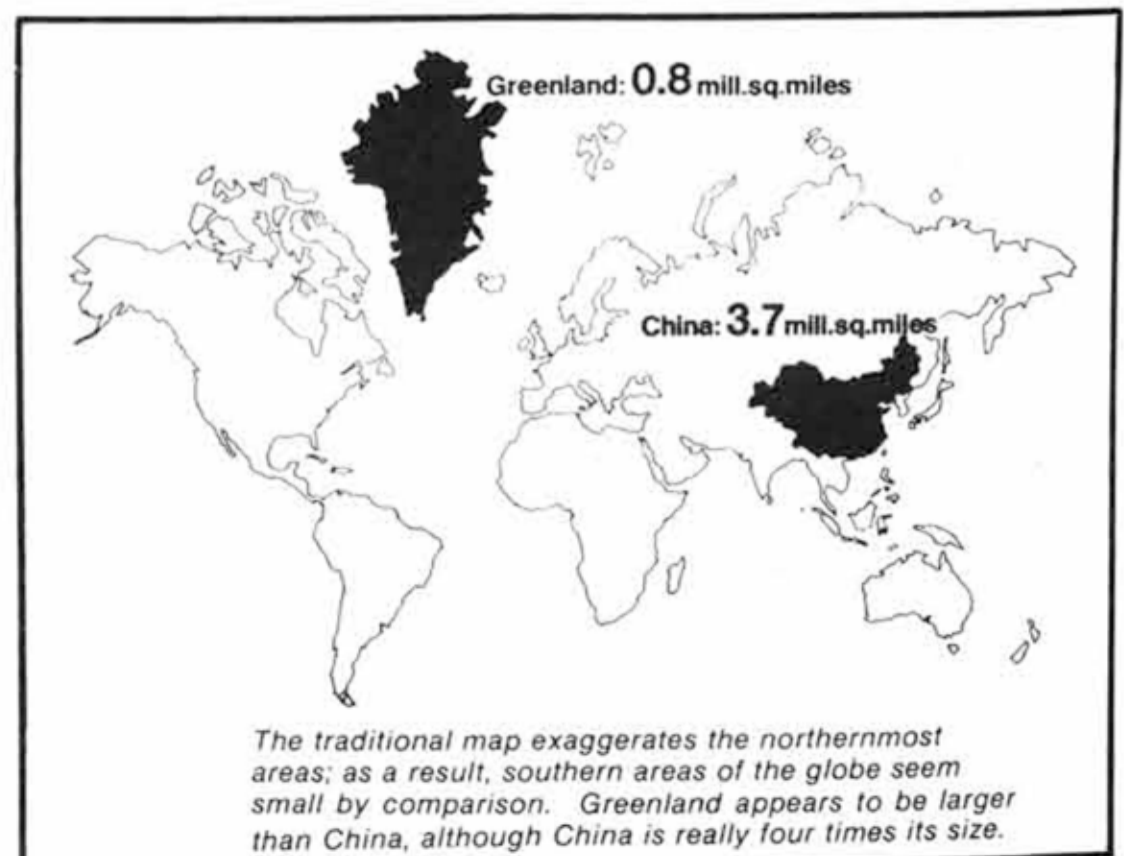 Greenland: 0.8 mill.sq.miles
China: 3.7 mill.sq.miles
The traditional map exaggerates the northernmost
areas; as a result, southern areas of the globe seem
small by comparison. Greenland appears to be larger
than China, although China is really four times its size.